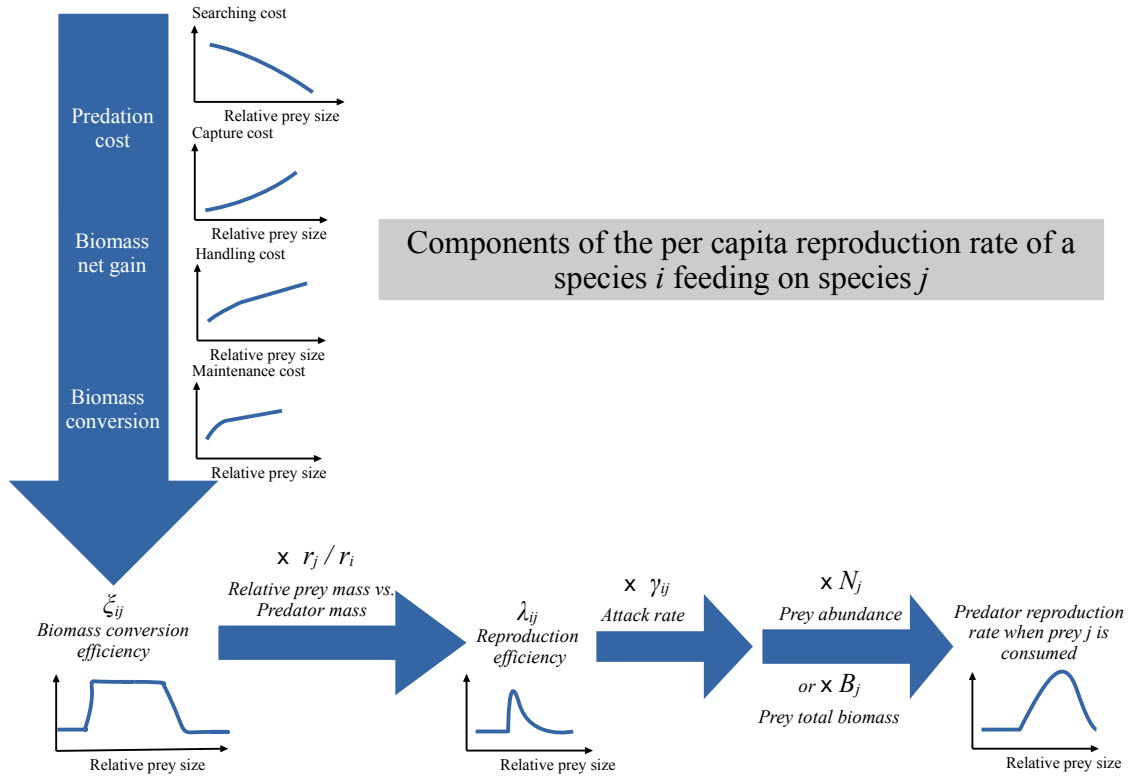 Searching cost
Relative prey size
Predation
cost
Capture cost
Relative prey size
Biomass
net gain
Handling cost
Relative prey size
Components of the per capita reproduction rate of a
species i feeding on species j
Maintenance cost
Relative prey size
Biomass
conversion
ξij
Biomass conversion
efficiency
Relative prey size
x rj / ri
Relative prey mass vs.
Predator mass
λij
Reproduction
efficiency
Relative prey size
x γij
Attack rate
x Nj
Prey abundance
or x Bj
Prey total biomass
Predator reproduction
rate when prey j is
consumed
Relative prey size